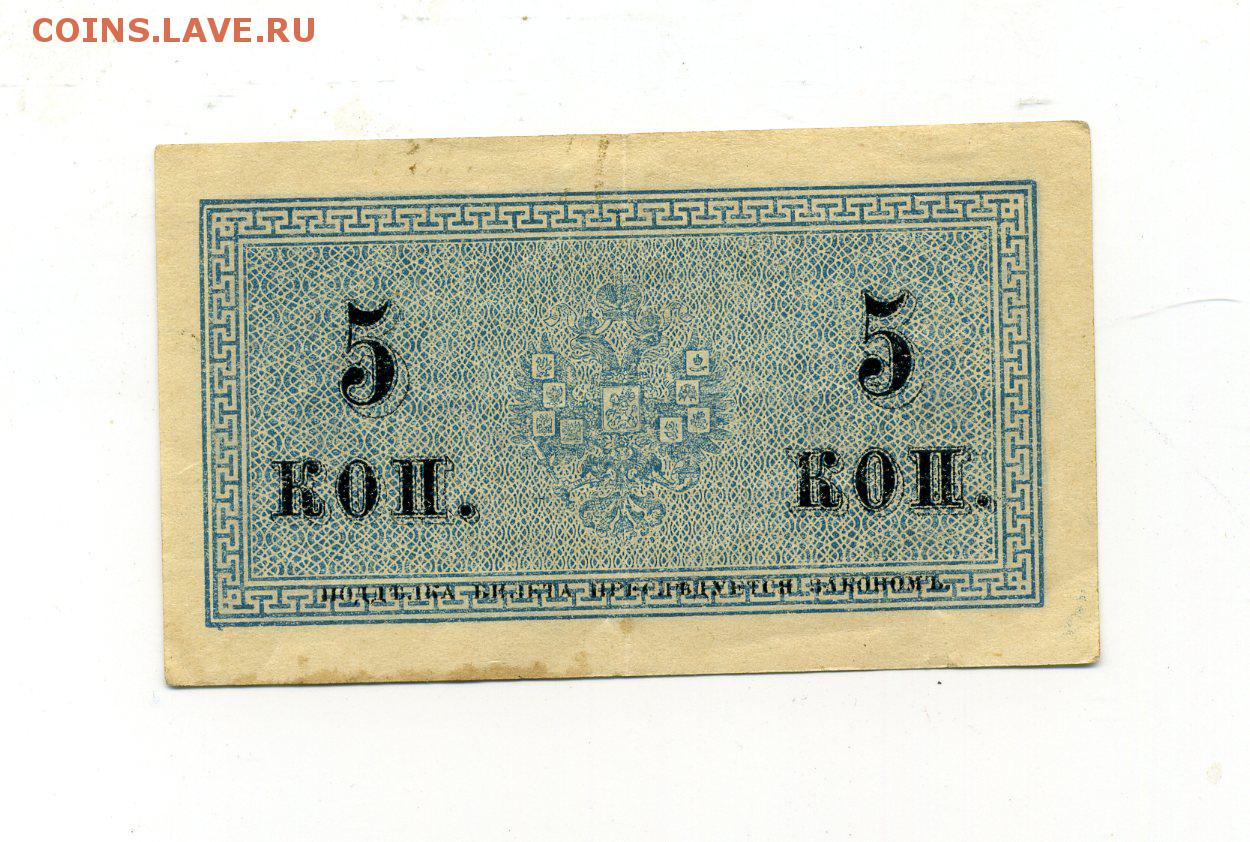 COINS.LAVE.RU
5 5
КОП. КОП.
ПОДДѢЛКА БИЛЕТА ПРЕСЛѢДУЕТСЯ ЗАКОНОМЪ.